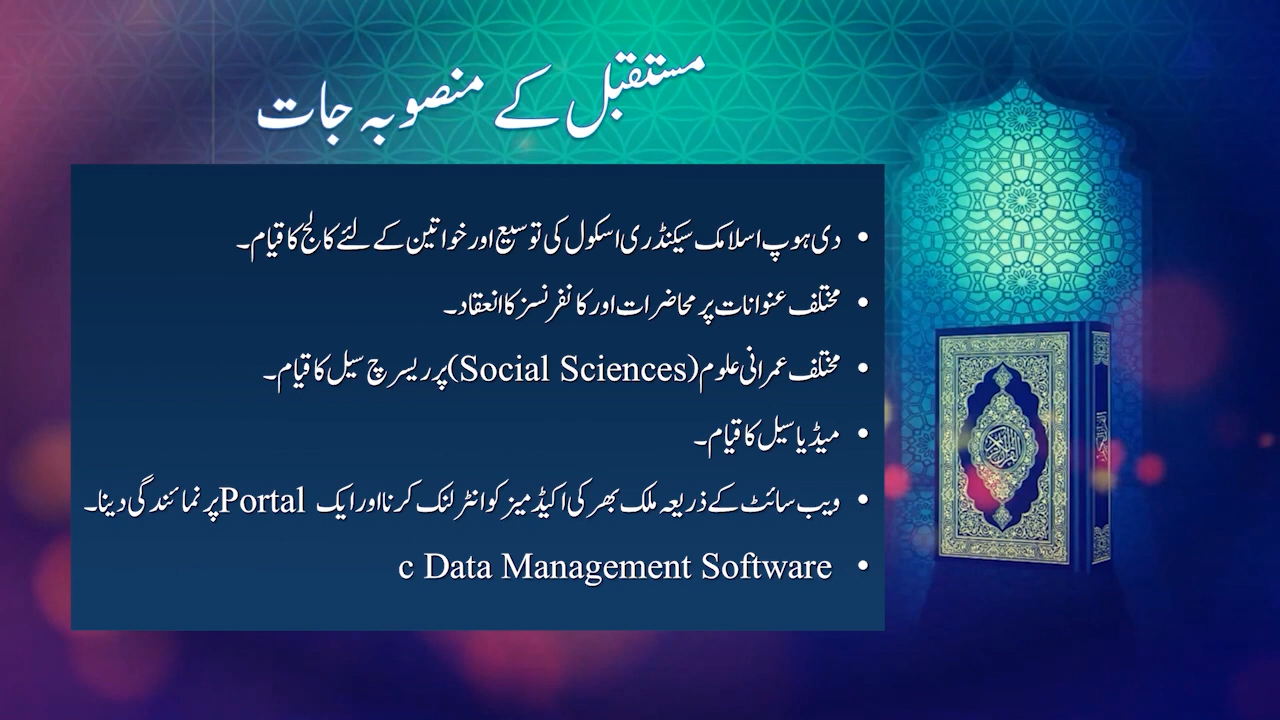 مستقبل کے منصوبہ جات
• دی ہوپ اسلامک سیکنڈری اسکول کی توسیع اور خواتین کے لئے کالج کا قیام۔
• مختلف عنوانات پر محاضرات اور کانفرنسز کا انعقاد۔
• مختلف عمرانی علوم (Social Sciences) پر ریسرچ سیل کا قیام۔
• میڈیا سیل کا قیام۔
• ویب سائٹ کے ذریعہ ملک بھر کی اکیڈمیز کو انٹر لنک کرنا اور ایک Portal پر نمائندگی دینا۔
• c Data Management Software